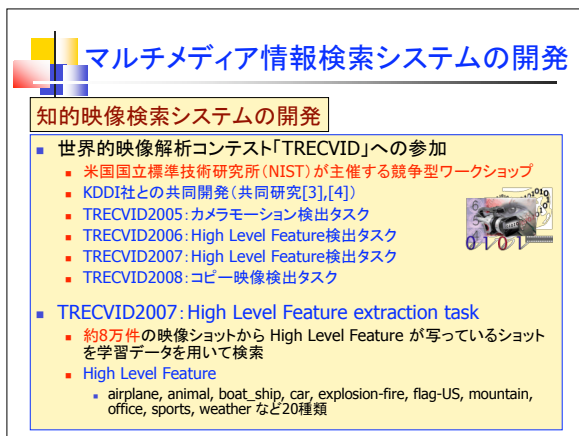 マルチメディア情報検索システムの開発
知的映像検索システムの開発
世界的映像解析コンテスト「TRECVID」への参加
米国国立標準技術研究所(NIST)が主催する競争型ワークショップ
KDDI社との共同開発(共同研究[3],[4])
TRECVID2005:カメラモーション検出タスク
TRECVID2006:High Level Feature検出タスク
TRECVID2007:High Level Feature検出タスク
TRECVID2008:コピー映像検出タスク
TRECVID2007:High Level Feature extraction task
約8万件の映像ショットから High Level Feature が写っているショット
を学習データを用いて検索
High Level Feature
airplane, animal, boat_ship, car, explosion-fire, flag-US, mountain,
office, sports, weather など20種類